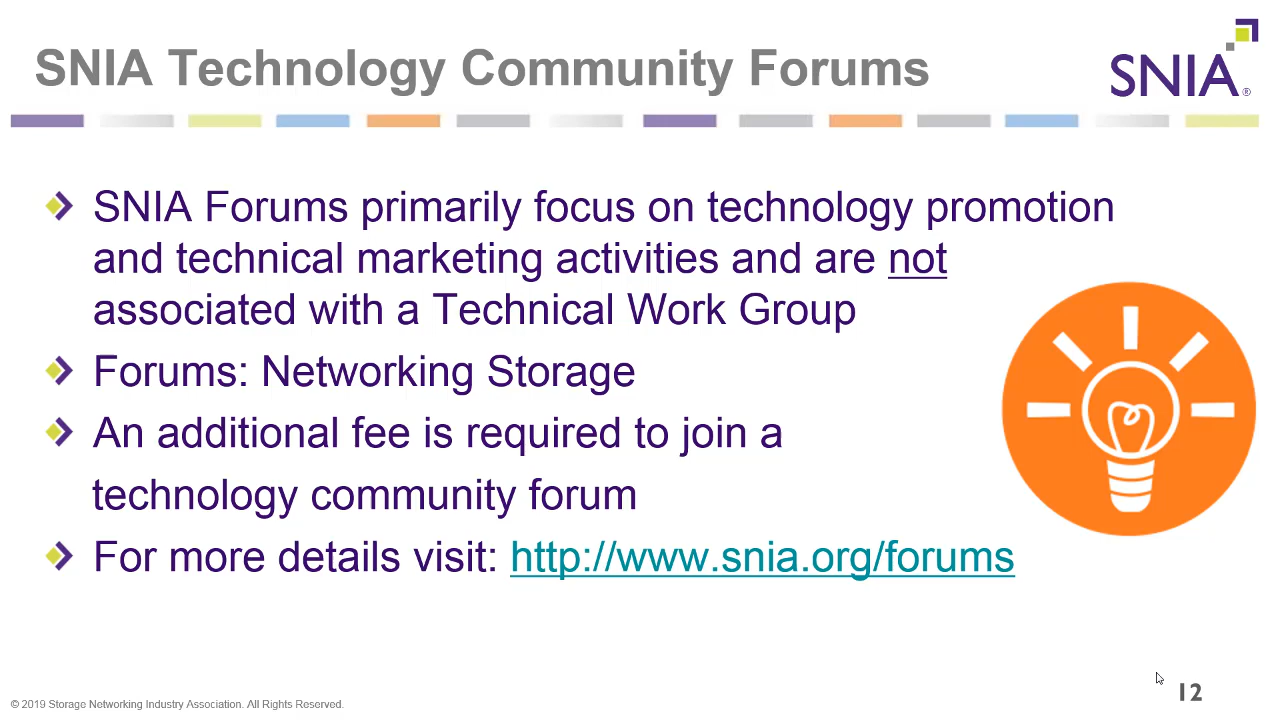 SNIA Technology Community Forums
SNIA®
SNIA Forums primarily focus on technology promotion
and technical marketing activities and are not
associated with a Technical Work Group
Forums: Networking Storage
An additional fee is required to join a
technology community forum
For more details visit: http://www.snia.org/forums
© 2019 Storage Networking Industry Association. All Rights Reserved.
12